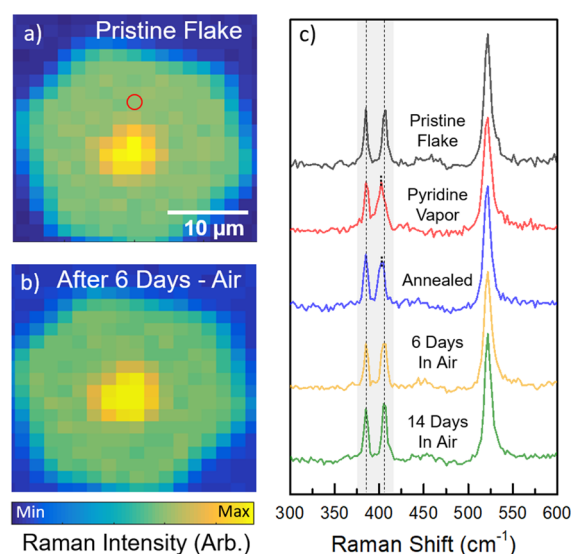 a) Pristine Flake
10 µm
b) After 6 Days - Air
Min Max
Raman Intensity (Arb.)
c)
Pristine
Flake
Pyridine
Vapor
Annealed
6 Days
In Air
14 Days
In Air
300 350 400 450 500 550 600
Raman Shift (cm⁻¹)